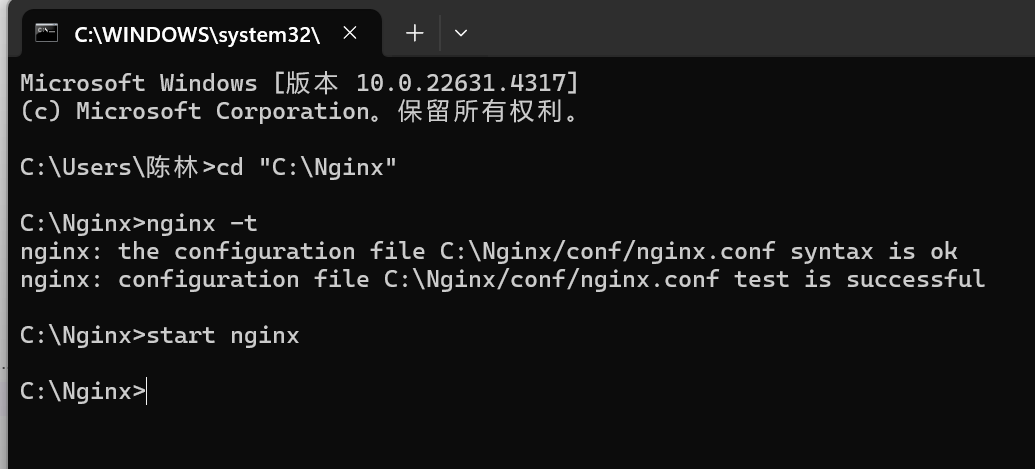 C:\WINDOWS\system32\
Microsoft Windows [版本 10.0.22631.4317]
(c) Microsoft Corporation。保留所有权利。
C:\Users\陈林>cd "C:\Nginx"
C:\Nginx>nginx -t
nginx: the configuration file C:\Nginx/conf/nginx.conf syntax is ok
nginx: configuration file C:\Nginx/conf/nginx.conf test is successful
C:\Nginx>start nginx
C:\Nginx>